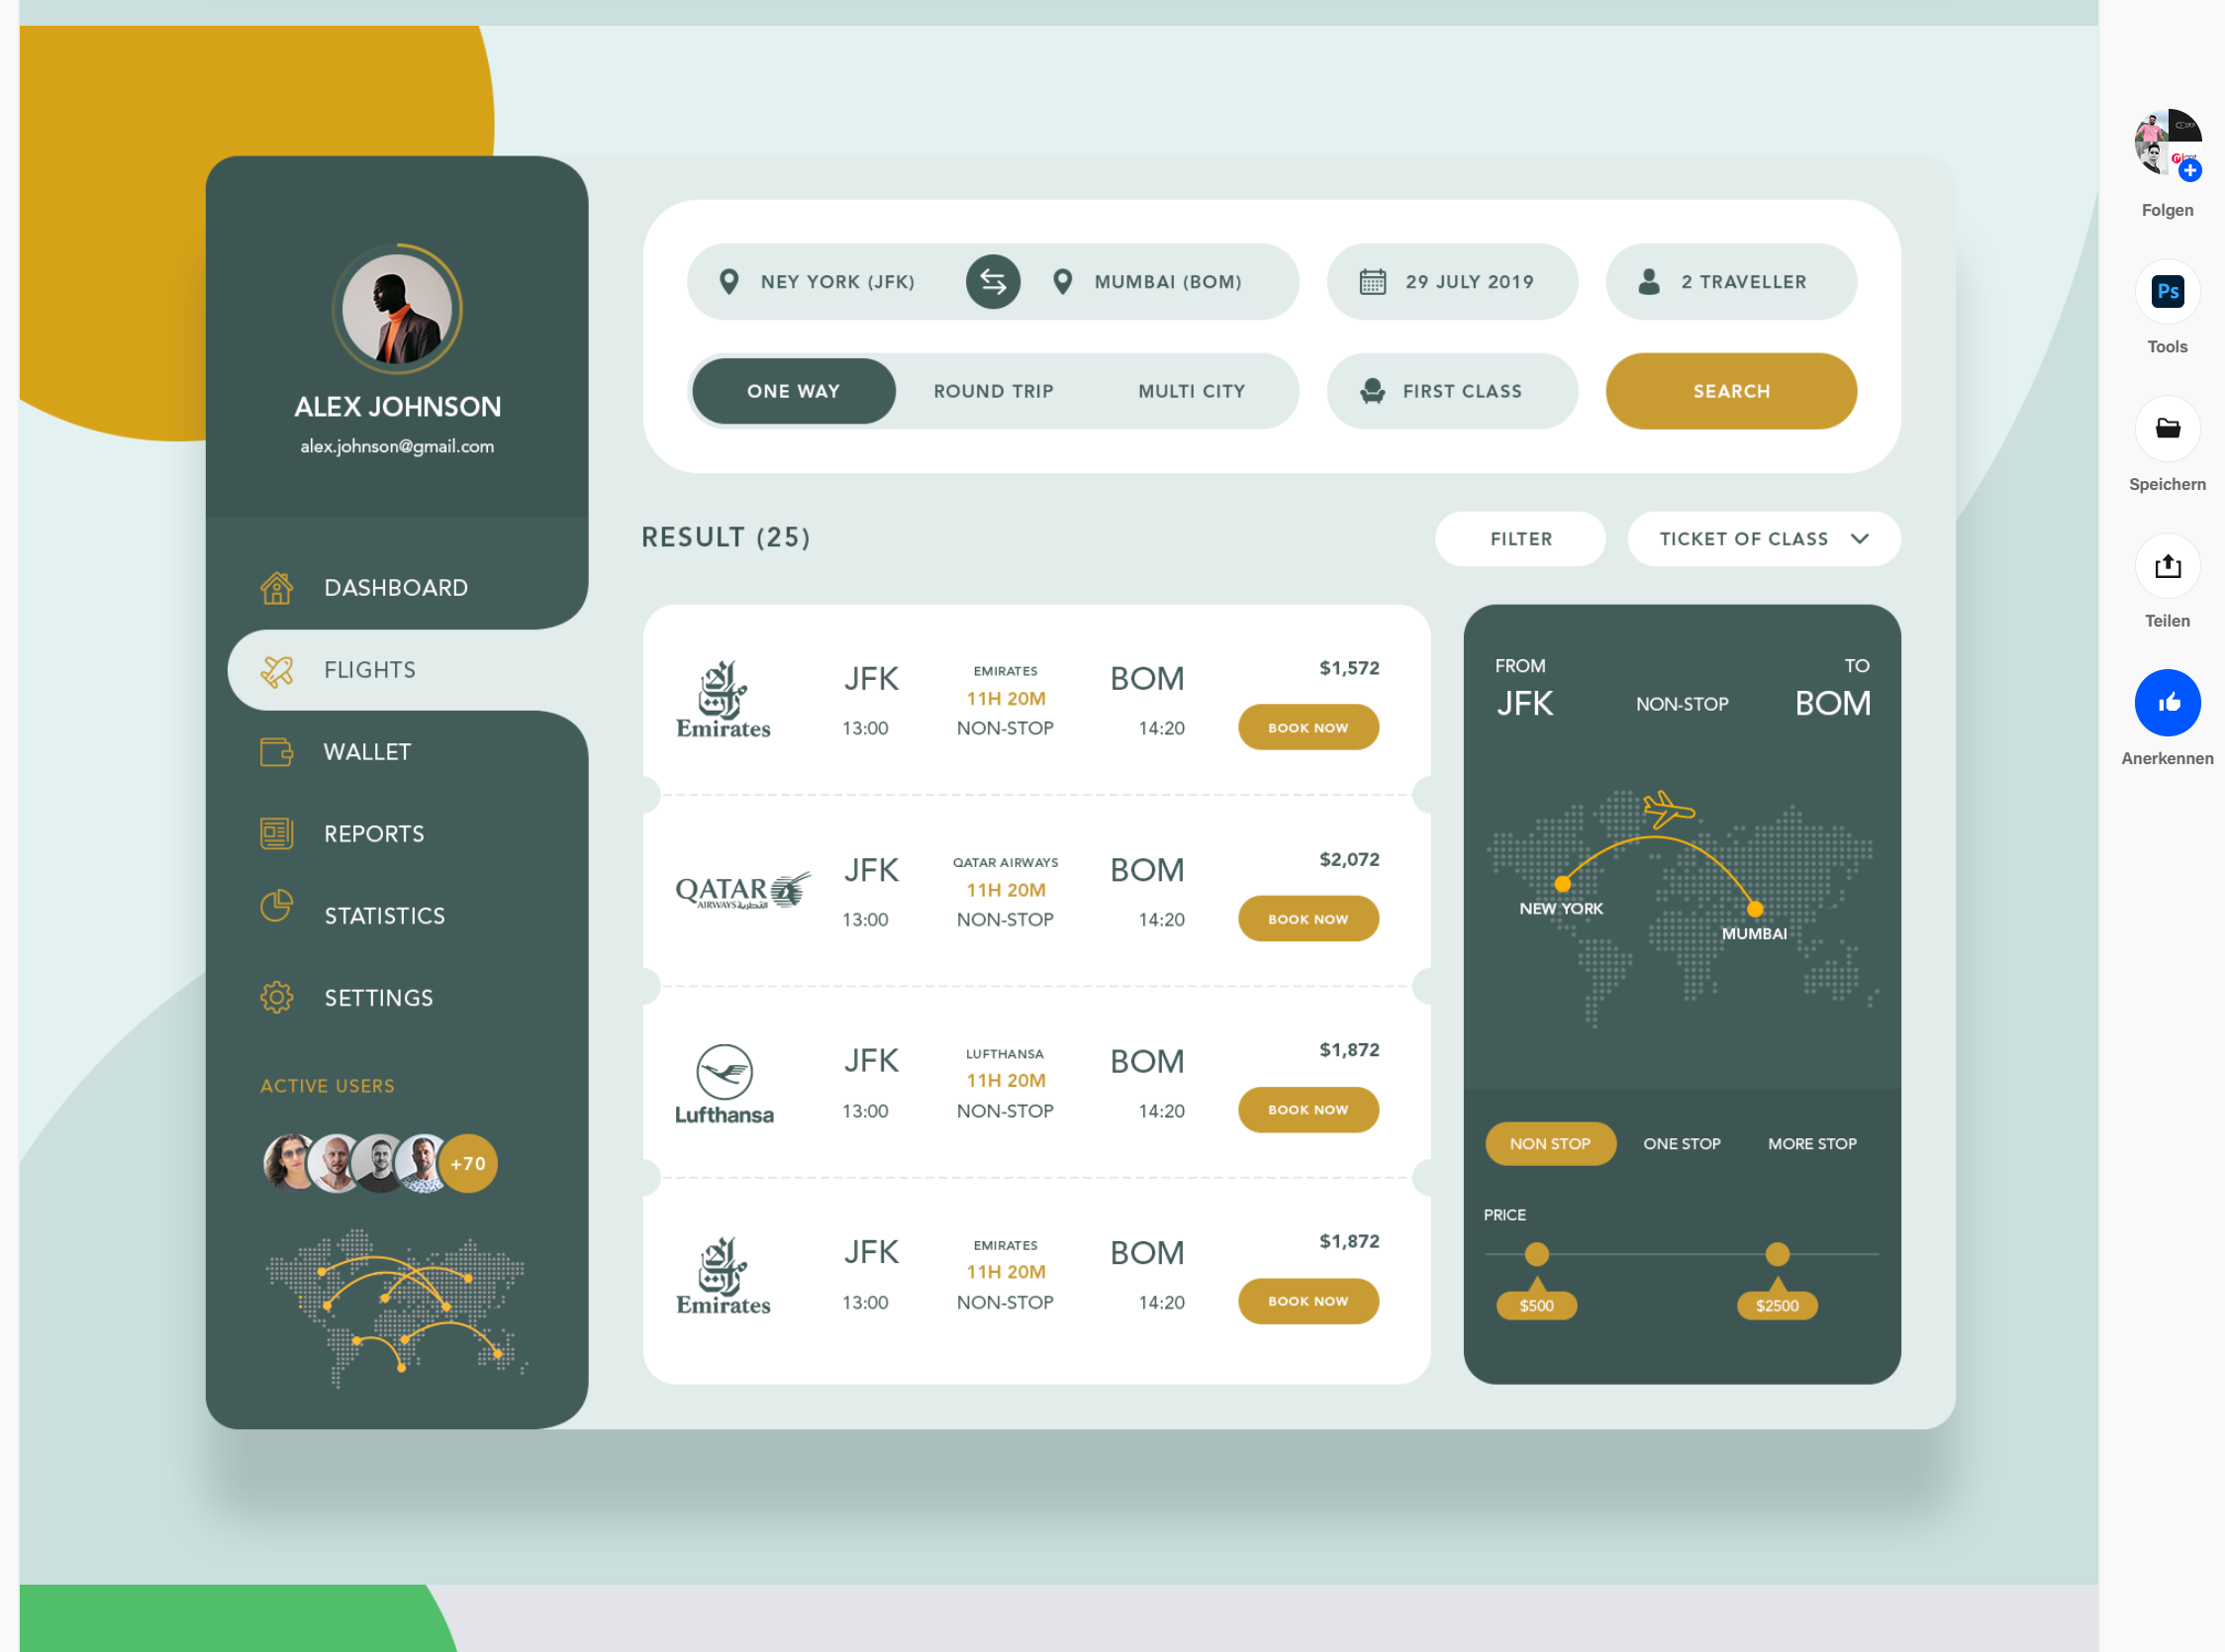 ALEX JOHNSON
alex.johnson@gmail.com
DASHBOARD
FLIGHTS
WALLET
REPORTS
STATISTICS
SETTINGS
ACTIVE USERS
+70
NEY YORK (JFK)
MUMBAI (BOM)
29 JULY 2019
2 TRAVELLER
ONE WAY
ROUND TRIP
MULTI CITY
FIRST CLASS
SEARCH
RESULT (25)
FILTER
TICKET OF CLASS
Emirates
JFK
13:00
EMIRATES
11H 20M
NON-STOP
BOM
14:20
$1,572
BOOK NOW
QATAR
AIRWAYS القطرية
JFK
13:00
QATAR AIRWAYS
11H 20M
NON-STOP
BOM
14:20
$2,072
BOOK NOW
Lufthansa
JFK
13:00
LUFTHANSA
11H 20M
NON-STOP
BOM
14:20
$1,872
BOOK NOW
Emirates
JFK
13:00
EMIRATES
11H 20M
NON-STOP
BOM
14:20
$1,872
BOOK NOW
FROM
JFK
NON-STOP
TO
BOM
NEW YORK
MUMBAI
NON STOP
ONE STOP
MORE STOP
PRICE
$500
$2500
Folgen
Ps
Tools
Speichern
Teilen
Anerkennen